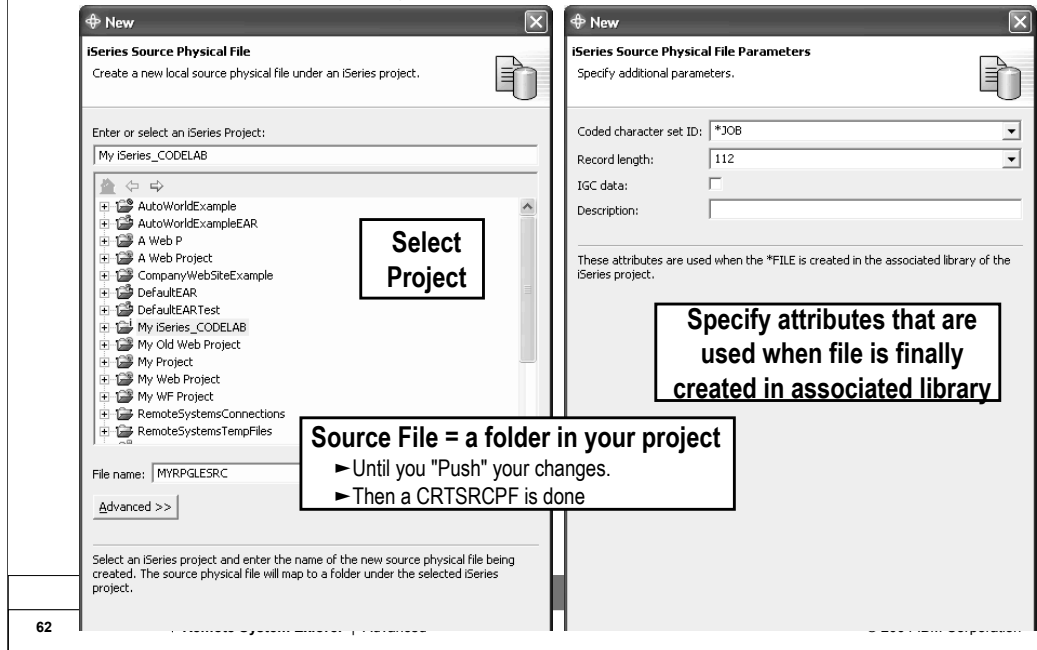 New
iSeries Source Physical File
Create a new local source physical file under an iSeries project.
Enter or select an iSeries Project:
My iSeries_CODELAB
AutoWorldExample
AutoWorldExampleEAR
A Web P
A Web Project
CompanyWebSiteExample
DefaultEAR
DefaultEARTest
My iSeries_CODELAB
My Old Web Project
My Project
My Web Project
My WF Project
RemoteSystemsConnections
RemoteSystemsTempFiles
Select
Project
File name: MYRPGLESRC
Advanced >>
Select an iSeries project and enter the name of the new source physical file being
created. The source physical file will map to a folder under the selected iSeries
project.
New
iSeries Source Physical File Parameters
Specify additional parameters.
Coded character set ID: *JOB
Record length: 112
IGC data:
Description:
These attributes are used when the *FILE is created in the associated library of the
iSeries project.
Specify attributes that are
used when file is finally
created in associated library
Source File = a folder in your project
►Until you "Push" your changes.
►Then a CRTSRCPF is done
62